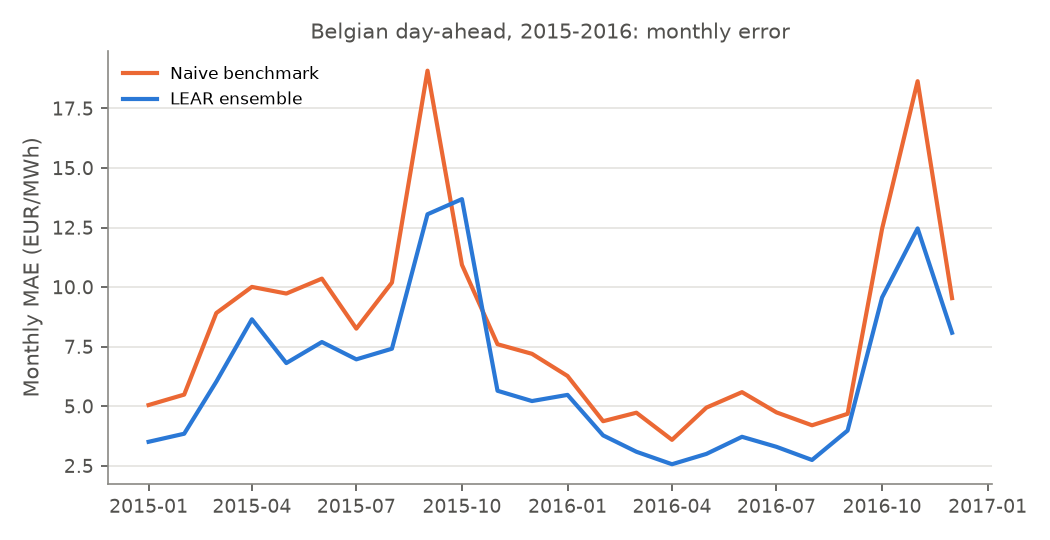 Belgian day-ahead, 2015-2016: monthly error
Naive benchmark
LEAR ensemble
Monthly MAE (EUR/MWh)
17.5
15.0
12.5
10.0
7.5
5.0
2.5
2015-01 2015-04 2015-07 2015-10 2016-01 2016-04 2016-07 2016-10 2017-01